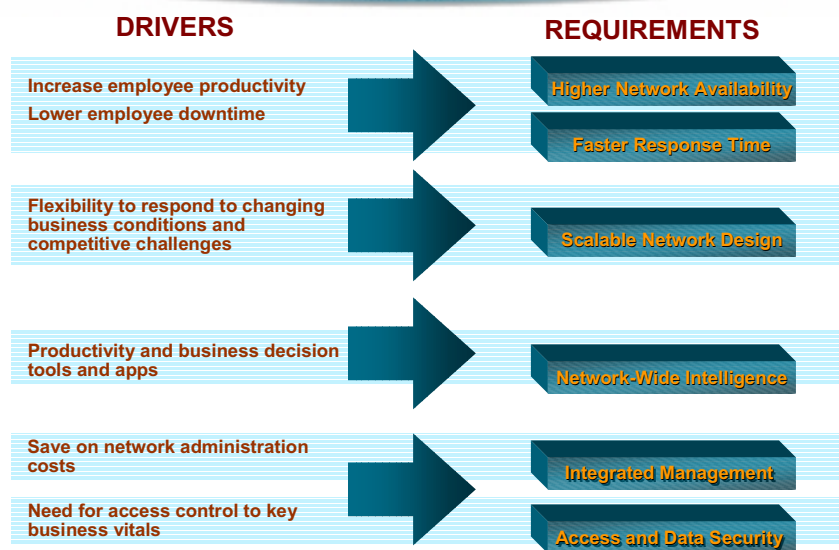 DRIVERS
REQUIREMENTS
Increase employee productivity
Lower employee downtime
Higher Network Availability
Faster Response Time
Flexibility to respond to changing
business conditions and
competitive challenges
Scalable Network Design
Productivity and business decision
tools and apps
Network-Wide Intelligence
Save on network administration
costs
Integrated Management
Need for access control to key
business vitals
Access and Data Security